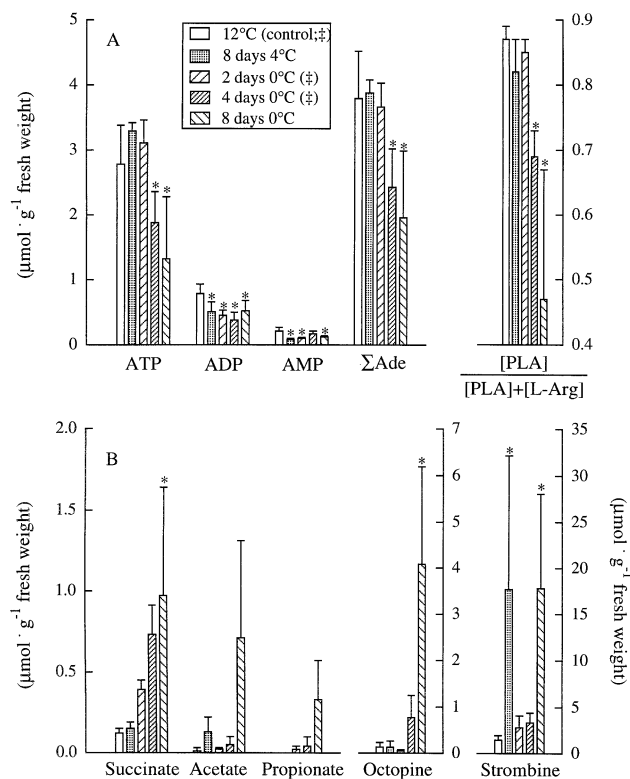 A
12°C (control;‡)
8 days 4°C
2 days 0°C (‡)
4 days 0°C (‡)
8 days 0°C
(μmol · g⁻¹ fresh weight)
5
4
3
2
1
0
0.9
0.8
0.7
0.6
0.5
0.4
* *
* * * *
* * *
* *
* *
ATP ADP AMP ∑Ade [PLA]
[PLA]+[L-Arg]
B
(μmol · g⁻¹ fresh weight)
2.0
1.5
1.0
0.5
0.0
7
6
5
4
3
2
1
0
35
30
25
20
15
10
5
0
(μmol · g⁻¹ fresh weight)
*
*
* *
Succinate Acetate Propionate Octopine Strombine